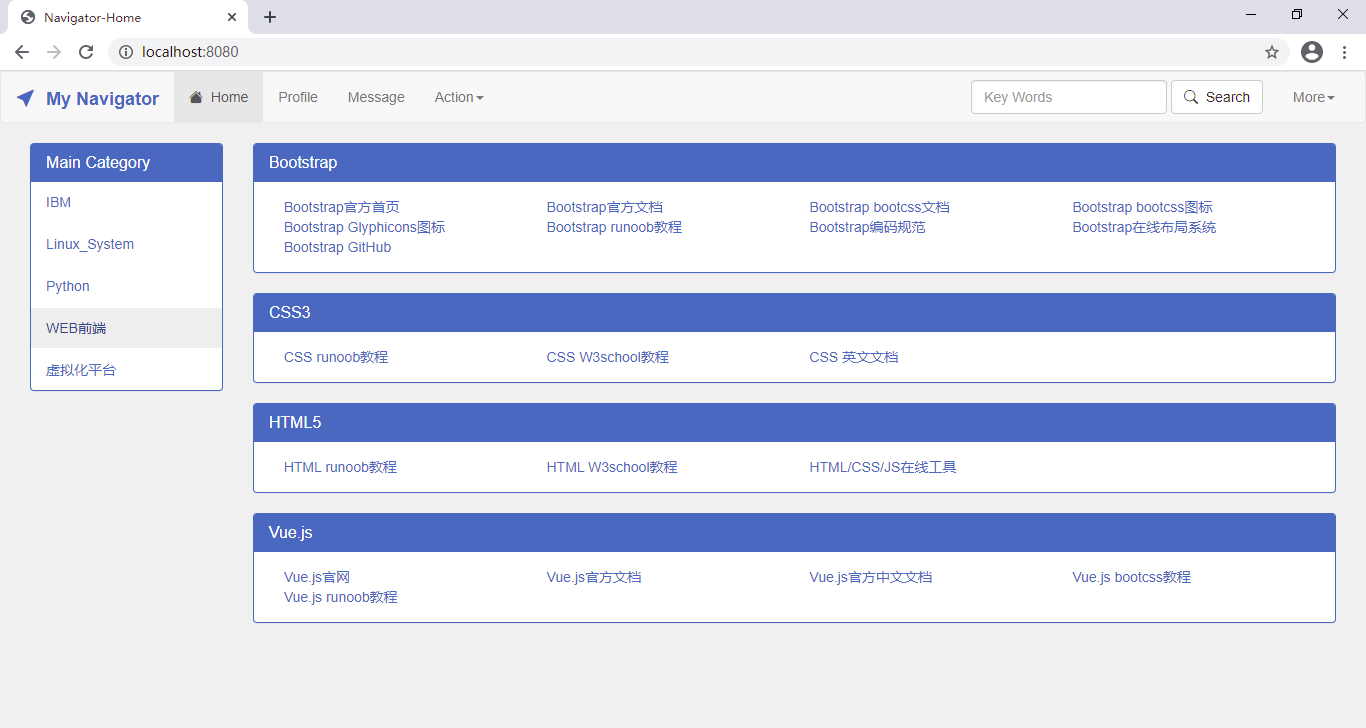 Navigator-Home
localhost:8080
My Navigator Home Profile Message Action Key Words Search More
Main Category
IBM
Linux_System
Python
WEB前端
虚拟化平台
Bootstrap
Bootstrap官方首页 Bootstrap官方文档 Bootstrap bootcss文档 Bootstrap bootcss图标
Bootstrap Glyphicons图标 Bootstrap runoob教程 Bootstrap编码规范 Bootstrap在线布局系统
Bootstrap GitHub
CSS3
CSS runoob教程 CSS W3school教程 CSS 英文文档
HTML5
HTML runoob教程 HTML W3school教程 HTML/CSS/JS在线工具
Vue.js
Vue.js官网 Vue.js官方文档 Vue.js官方中文文档 Vue.js bootcss教程
Vue.js runoob教程